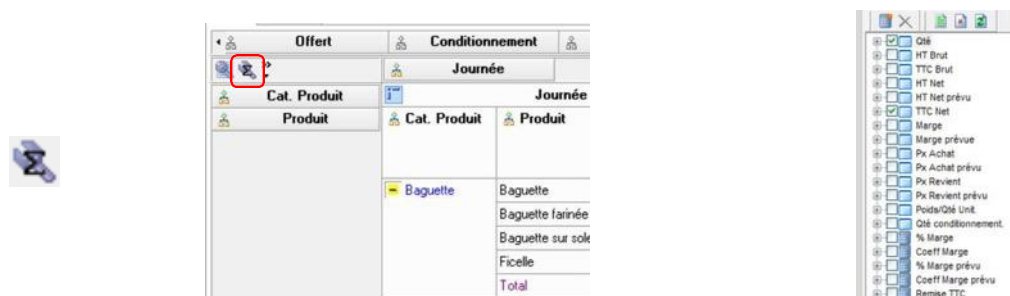 Offert
Conditionnement
Journée
Cat. Produit
Journée
Produit
Cat. Produit
Produit
Baguette
Baguette
Baguette farinée
Baguette sur sole
Ficelle
Total
Qté
HT Brut
TTC Brut
HT Net
HT Net prévu
TTC Net
Marge
Marge prévue
Px Achat
Px Achat prévu
Px Revient
Px Revient prévu
Poids/Qté Unit.
Qté conditionnement.
% Marge
Coeff Marge
% Marge prévu
Coeff Marge prévu
Remise TTC